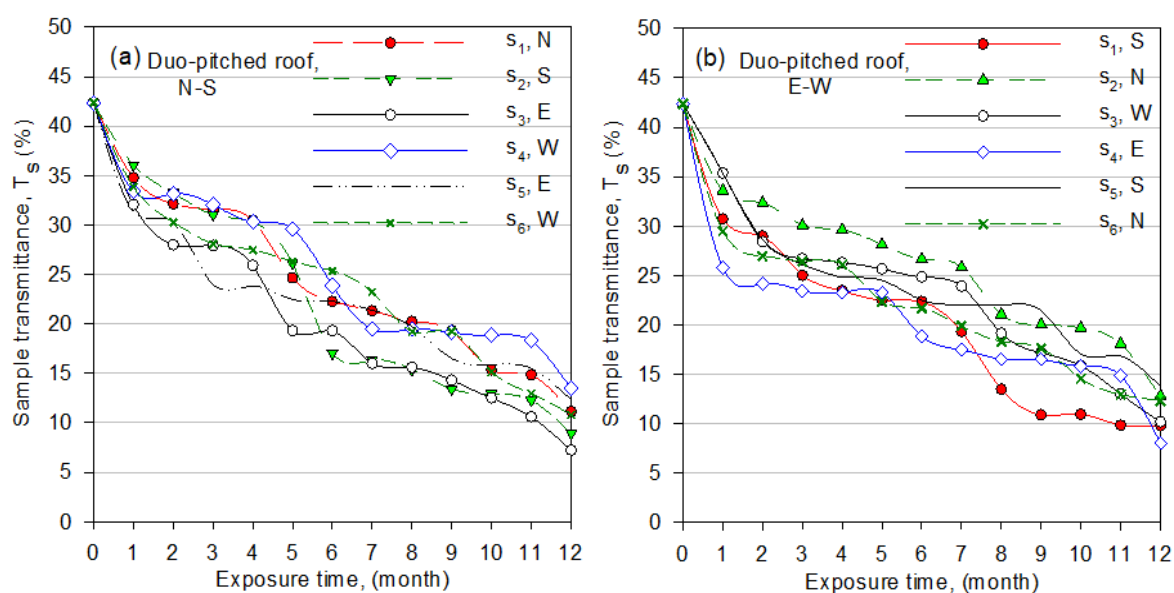 (a) Duo-pitched roof,
N-S
s1, N
s2, S
s3, E
s4, W
s5, E
s6, W
Sample transmittance, Ts (%)
50
45
40
35
30
25
20
15
10
5
0
0 1 2 3 4 5 6 7 8 9 10 11 12
Exposure time, (month)
(b) Duo-pitched roof,
E-W
s1, S
s2, N
s3, W
s4, E
s5, S
s6, N
Sample transmittance, Ts (%)
50
45
40
35
30
25
20
15
10
5
0
0 1 2 3 4 5 6 7 8 9 10 11 12
Exposure time, (month)